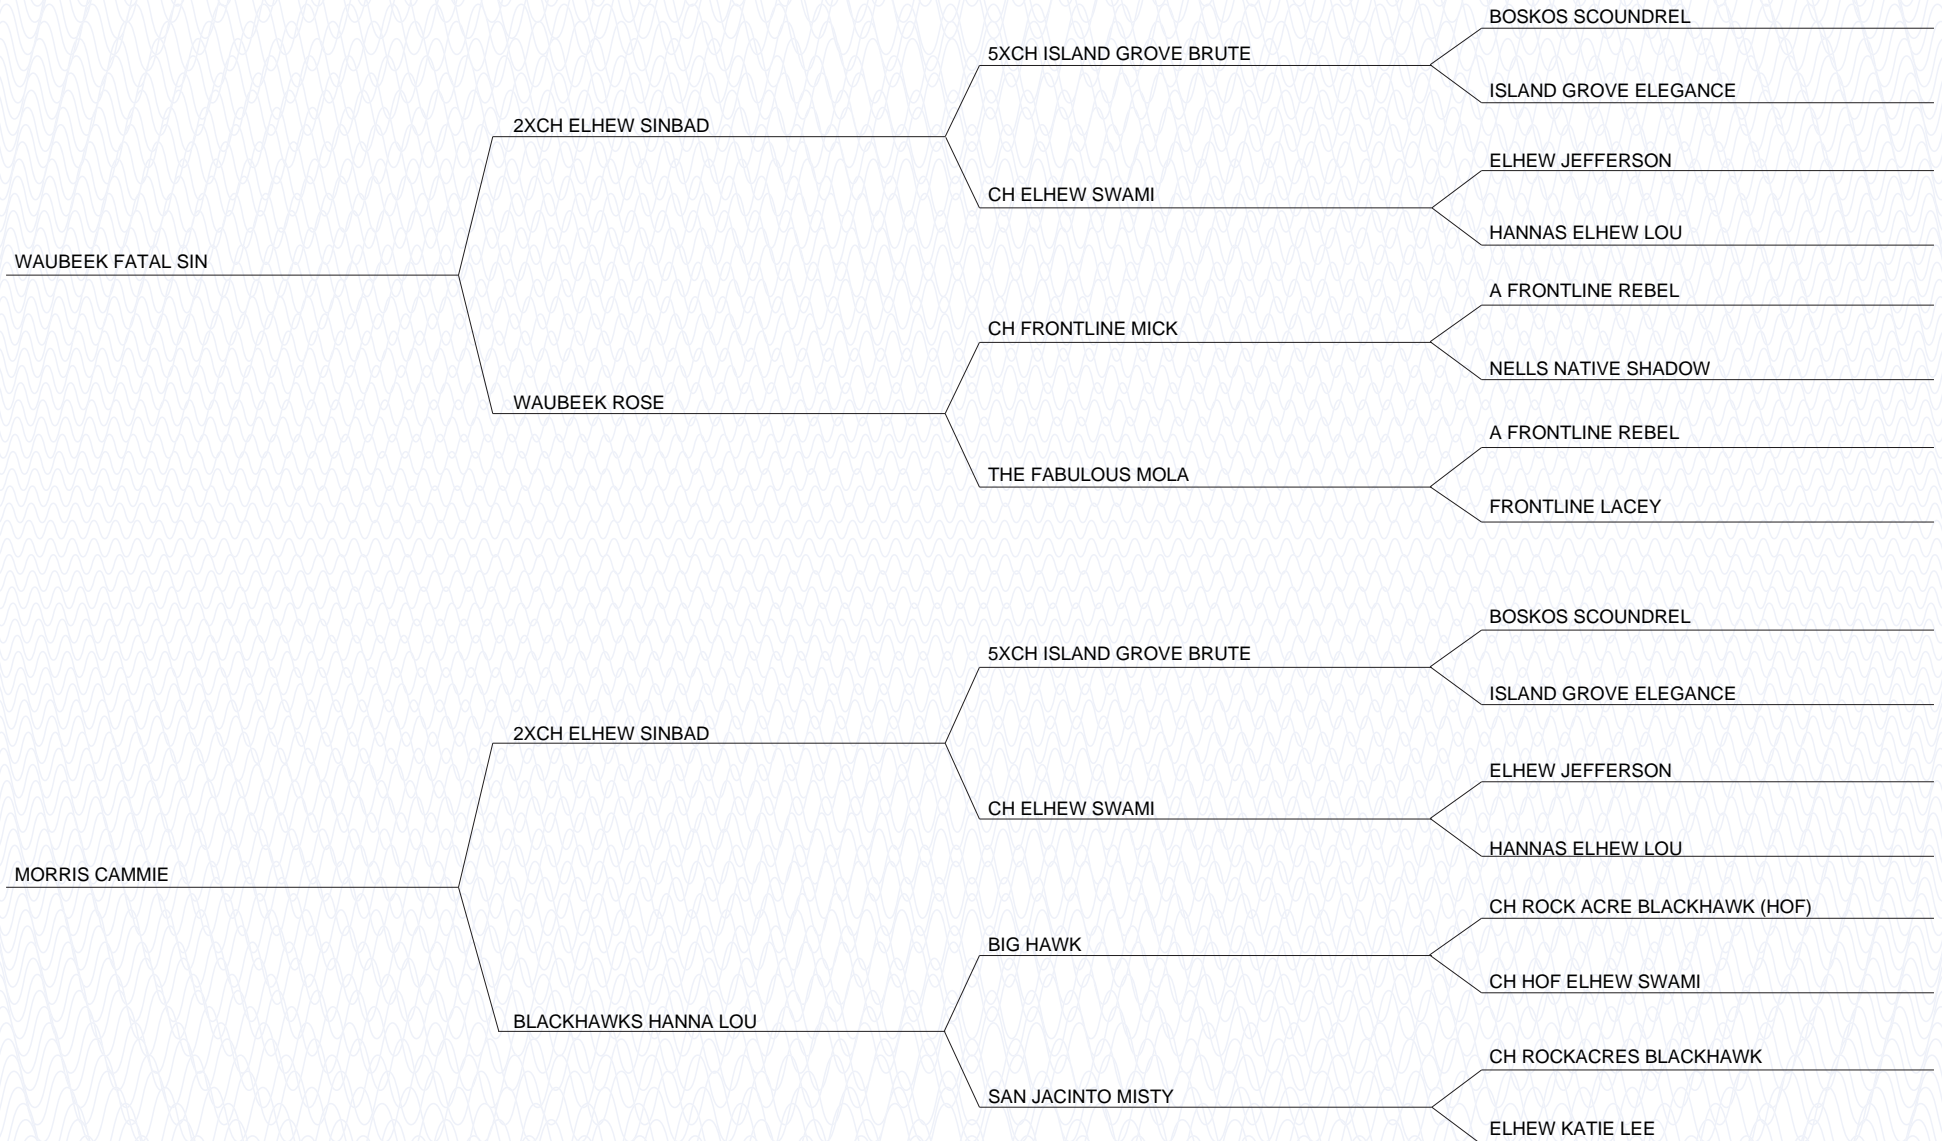 BOSKOS SCOUNDREL
5XCH ISLAND GROVE BRUTE
ISLAND GROVE ELEGANCE
2XCH ELHEW SINBAD
ELHEW JEFFERSON
CH ELHEW SWAMI
HANNAS ELHEW LOU
WAUBEEK FATAL SIN
A FRONTLINE REBEL
CH FRONTLINE MICK
NELLS NATIVE SHADOW
WAUBEEK ROSE
A FRONTLINE REBEL
THE FABULOUS MOLA
FRONTLINE LACEY
BOSKOS SCOUNDREL
5XCH ISLAND GROVE BRUTE
ISLAND GROVE ELEGANCE
2XCH ELHEW SINBAD
ELHEW JEFFERSON
CH ELHEW SWAMI
HANNAS ELHEW LOU
MORRIS CAMMIE
CH ROCK ACRE BLACKHAWK (HOF)
BIG HAWK
CH HOF ELHEW SWAMI
BLACKHAWKS HANNA LOU
CH ROCKACRES BLACKHAWK
SAN JACINTO MISTY
ELHEW KATIE LEE